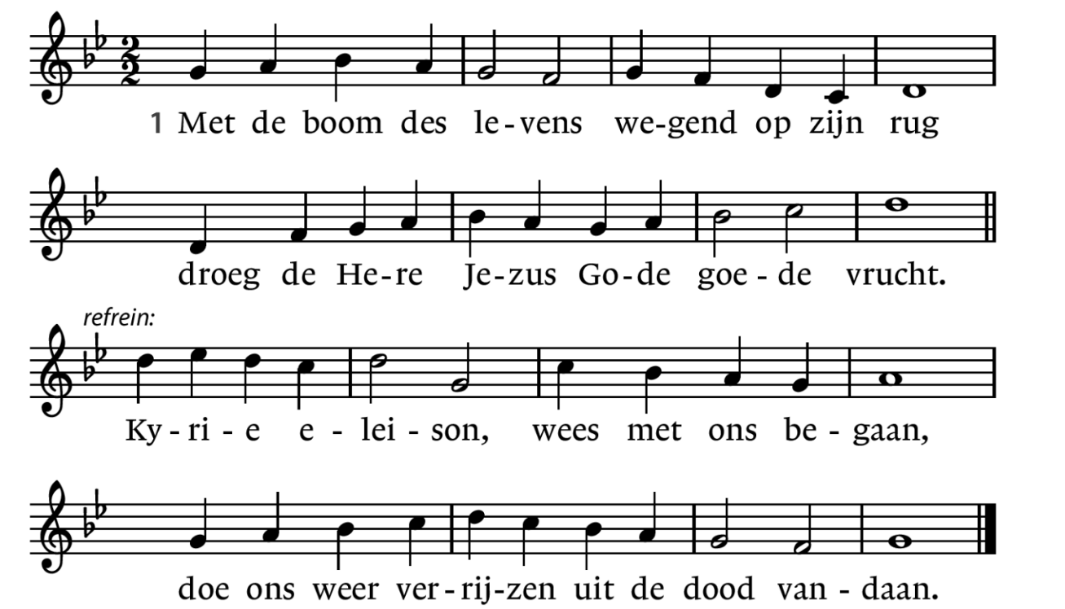 1 Met de boom des le-vens we-gend op zijn rug
droeg de He-re Je-zus Go-de goe-de vrucht.
refrein:
Ky-ri-e e-lei-son, wees met ons be-gaan,
doe ons weer ver-rij-zen uit de dood van-daan.